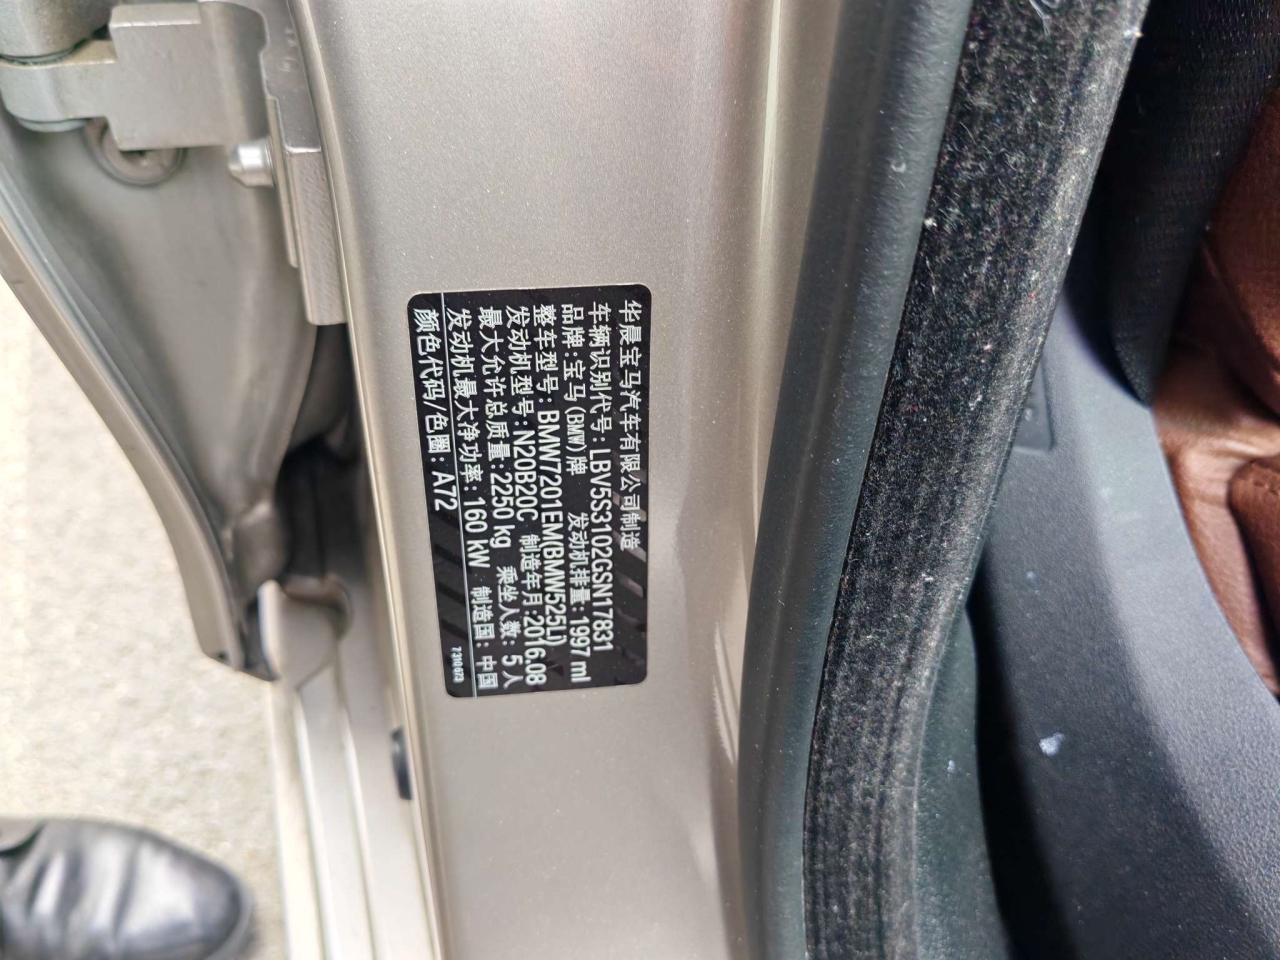 华晨宝马汽车有限公司制造
车辆识别代号:LBV5S3102GSN17831
品牌:宝马(BMW)牌 发动机排量:1997 ml
整车型号:BMW7201EM(BMW525Li)
发动机型号:N20B20C 制造年月:2016.08
最大允许总质量:2250 kg 乘坐人数: 5人
发动机最大净功率:160 kW 制造国: 中国
颜色代码/色圈: A72
7310673